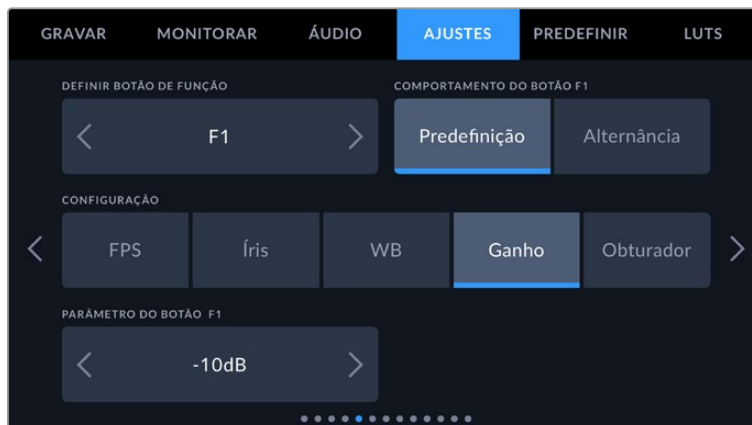 GRAVAR MONITORAR ÁUDIO AJUSTES PREDEFINIR LUTS
DEFINIR BOTÃO DE FUNÇÃO COMPORTAMENTO DO BOTÃO F1
F1 Predefinição Alternância
CONFIGURAÇÃO
FPS Íris WB Ganho Obturador
PARÂMETRO DO BOTÃO F1
-10dB